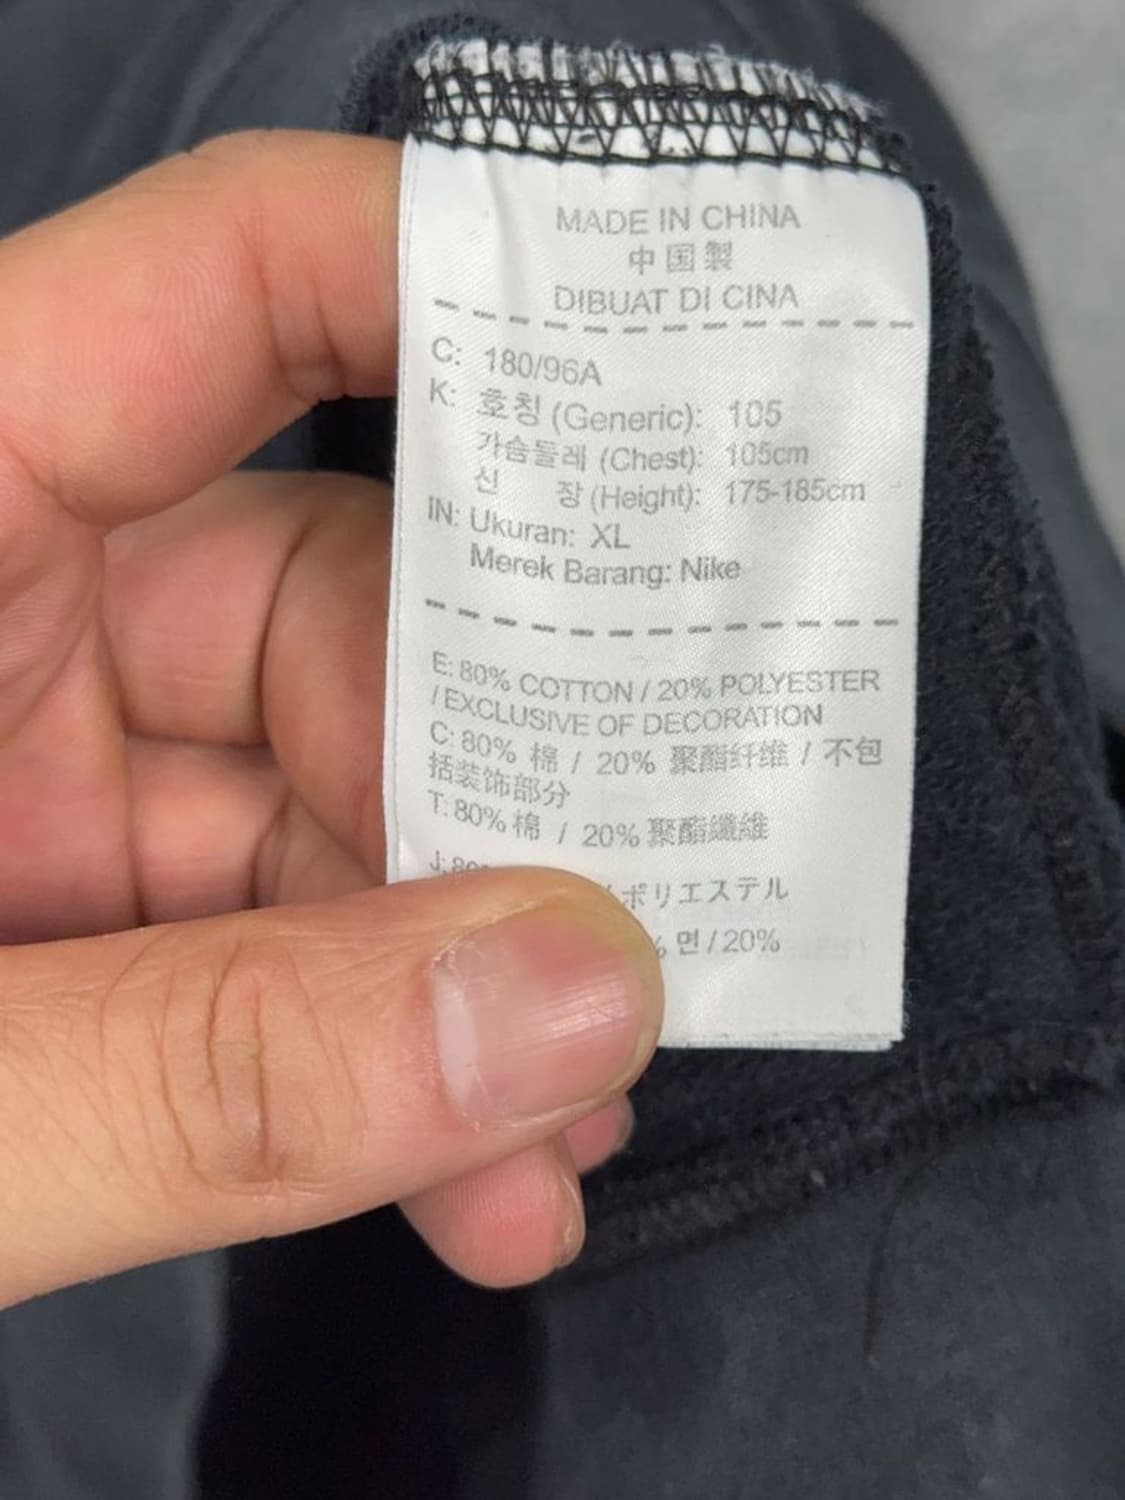 MADE IN CHINA
中国製
DIBUAT DI CINA
C: 180/96A
K: 호칭 (Generic): 105
가슴둘레 (Chest): 105cm
신 장 (Height): 175-185cm
IN: Ukuran: XL
Merek Barang: Nike
E: 80% COTTON / 20% POLYESTER
/ EXCLUSIVE OF DECORATION
C: 80% 棉 / 20% 聚酯纤维 / 不包
括装饰部分
T: 80% 棉 / 20% 聚酯纖維
J: 80 / ポリエステル
% 면 / 20%